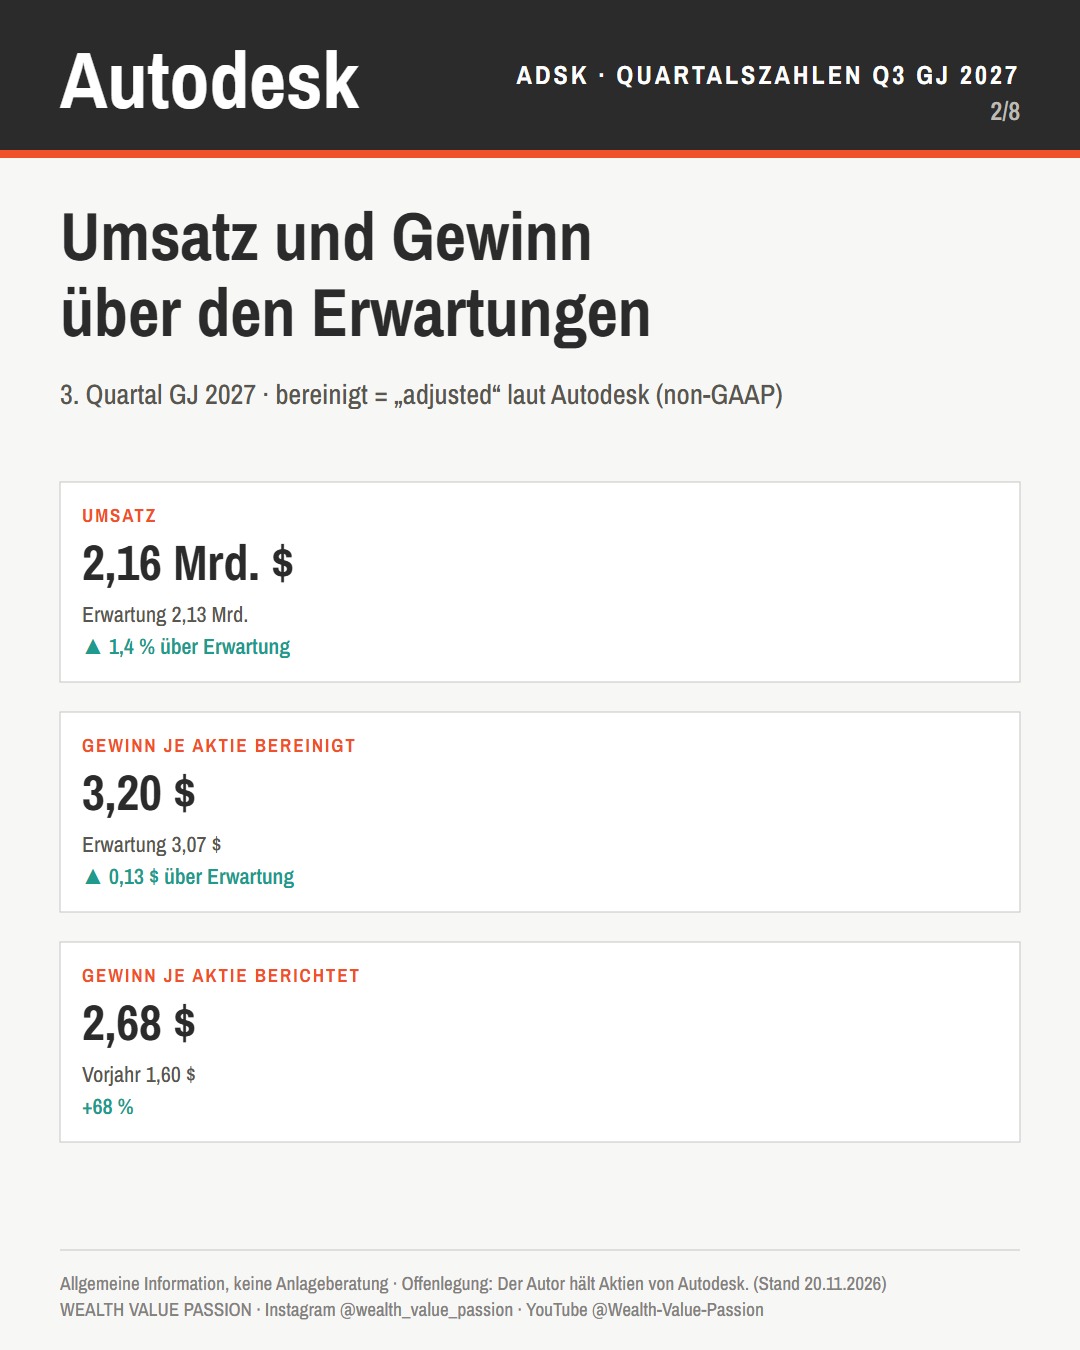 Autodesk
ADSK · QUARTALSZAHLEN Q3 GJ 2027
2/8
Umsatz und Gewinn
über den Erwartungen
3. Quartal GJ 2027 · bereinigt = „adjusted“ laut Autodesk (non-GAAP)
UMSATZ
2,16 Mrd. $
Erwartung 2,13 Mrd.
▲ 1,4 % über Erwartung
GEWINN JE AKTIE BEREINIGT
3,20 $
Erwartung 3,07 $
▲ 0,13 $ über Erwartung
GEWINN JE AKTIE BERICHTET
2,68 $
Vorjahr 1,60 $
+68 %
Allgemeine Information, keine Anlageberatung · Offenlegung: Der Autor hält Aktien von Autodesk. (Stand 20.11.2026)
WEALTH VALUE PASSION · Instagram @wealth_value_passion · YouTube @Wealth-Value-Passion